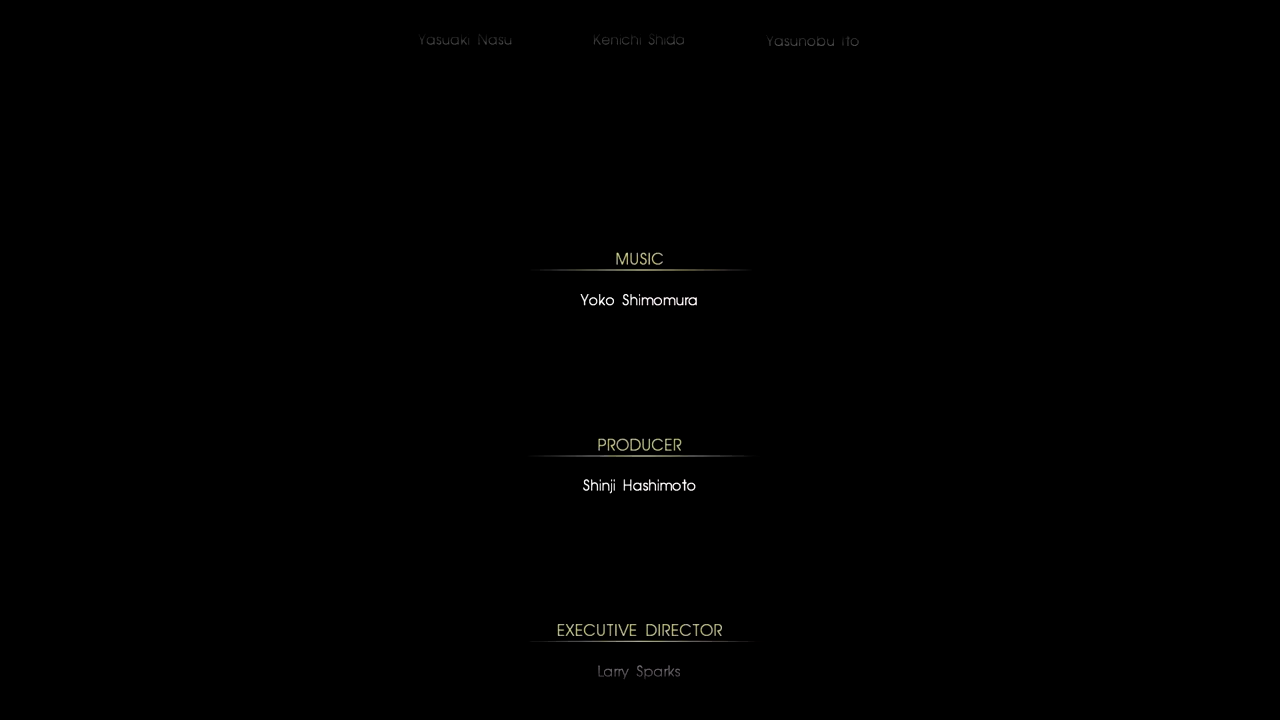 Yasuaki Nasu Kenichi Shida Yasunobu Ito
MUSIC
Yoko Shimomura
PRODUCER
Shinji Hashimoto
EXECUTIVE DIRECTOR
Larry Sparks